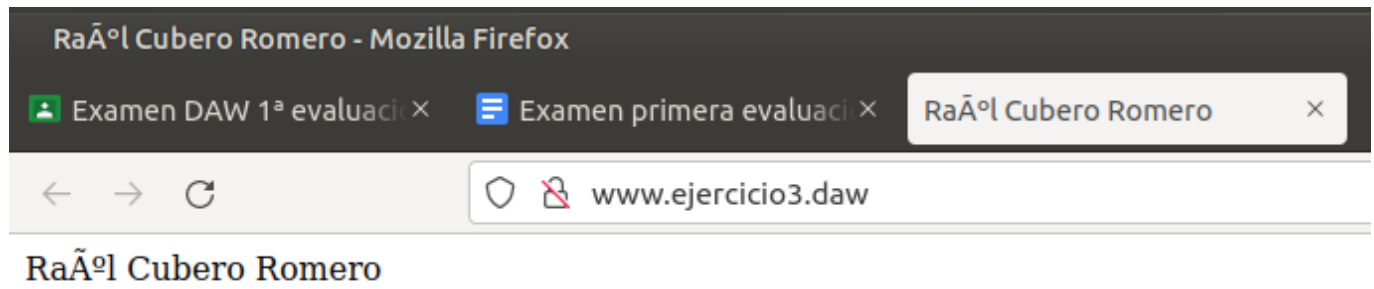 RaÃºl Cubero Romero - Mozilla Firefox
Examen DAW 1ª evaluació Examen primera evaluaci RaÃºl Cubero Romero
www.ejercicio3.daw
RaÃºl Cubero Romero